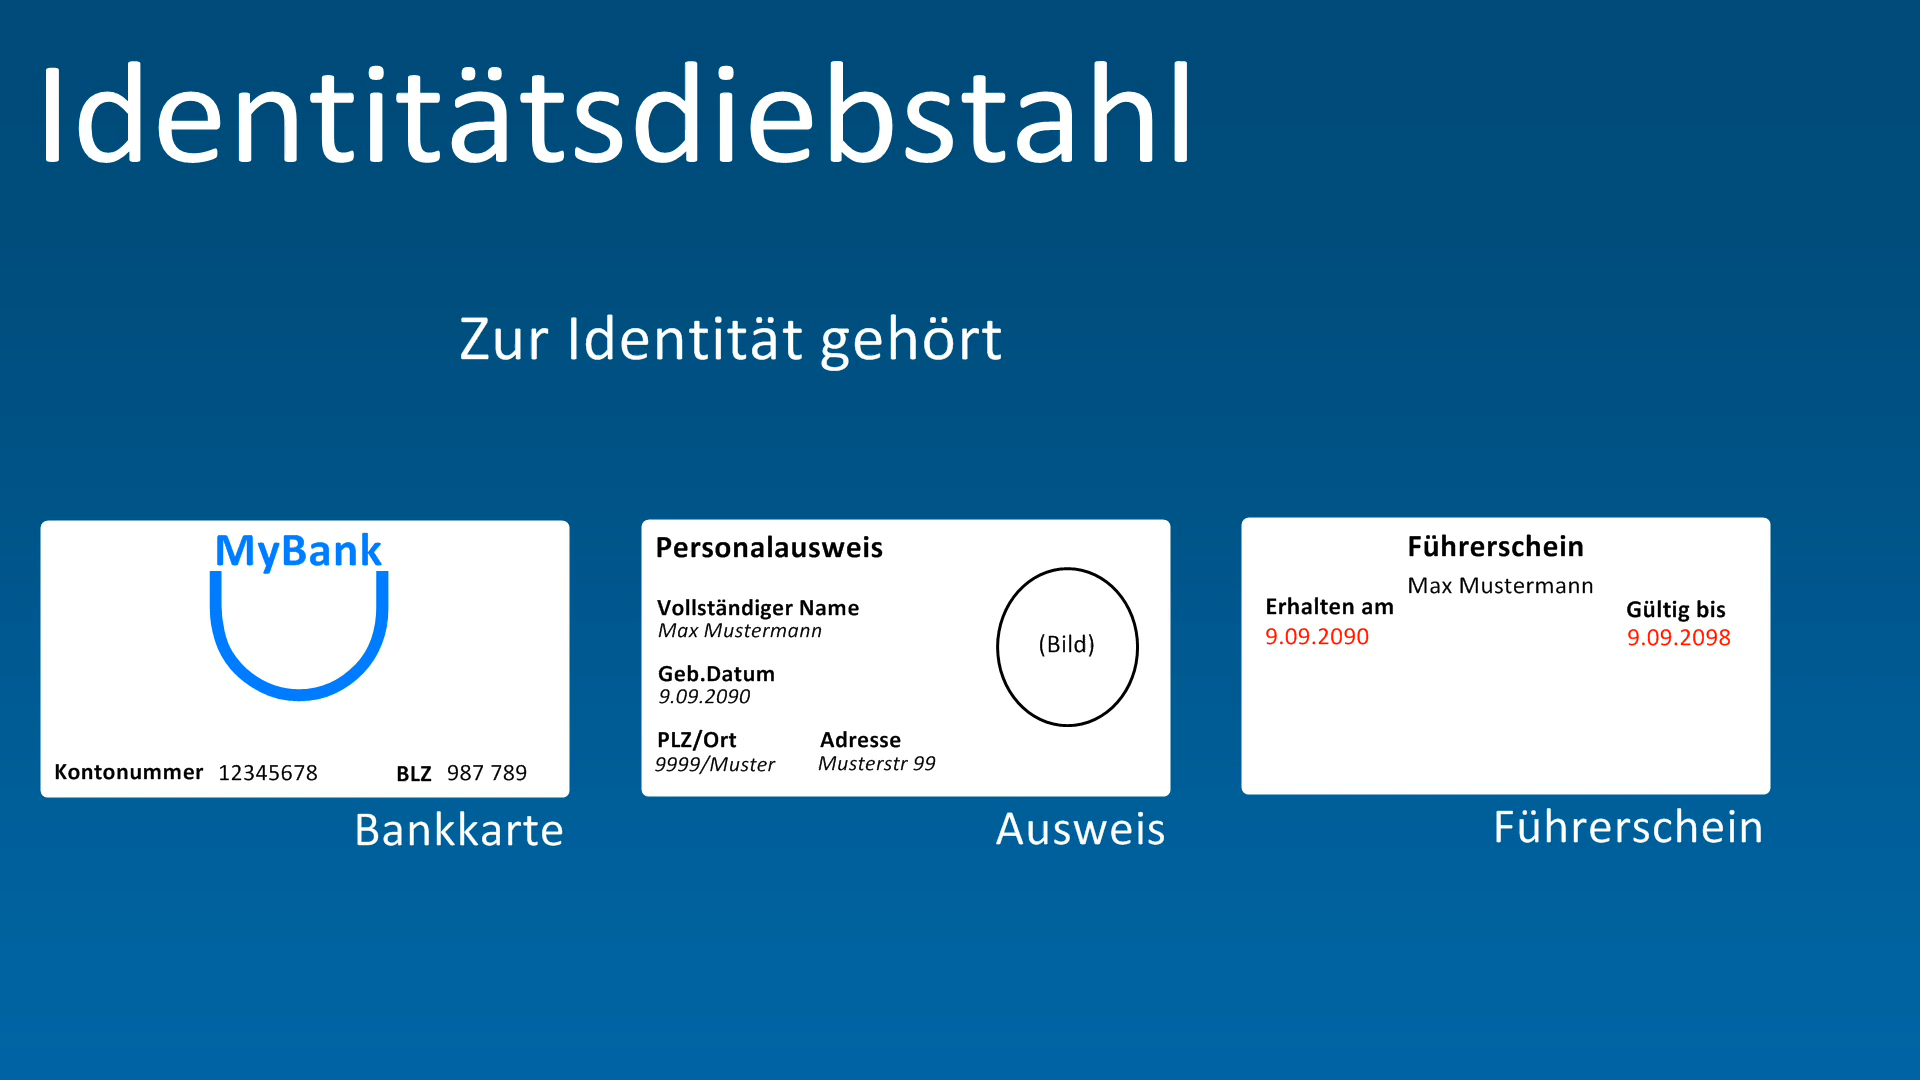 Identitätsdiebstahl
Zur Identität gehört
MyBank
Kontonummer 12345678 BLZ 987 789
Bankkarte
Personalausweis
Vollständiger Name
Max Mustermann
(Bild)
Geb.Datum
9.09.2090
PLZ/Ort Adresse
9999/Muster Musterstr 99
Ausweis
Führerschein
Max Mustermann
Erhalten am Gültig bis
9.09.2090 9.09.2098
Führerschein